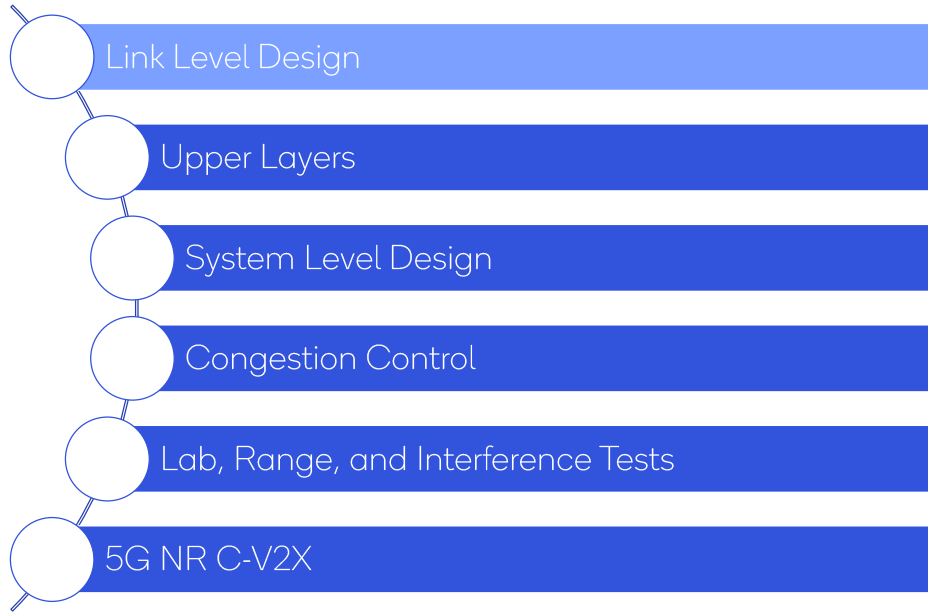 Link Level Design
Upper Layers
System Level Design
Congestion Control
Lab, Range, and Interference Tests
5G NR C-V2X